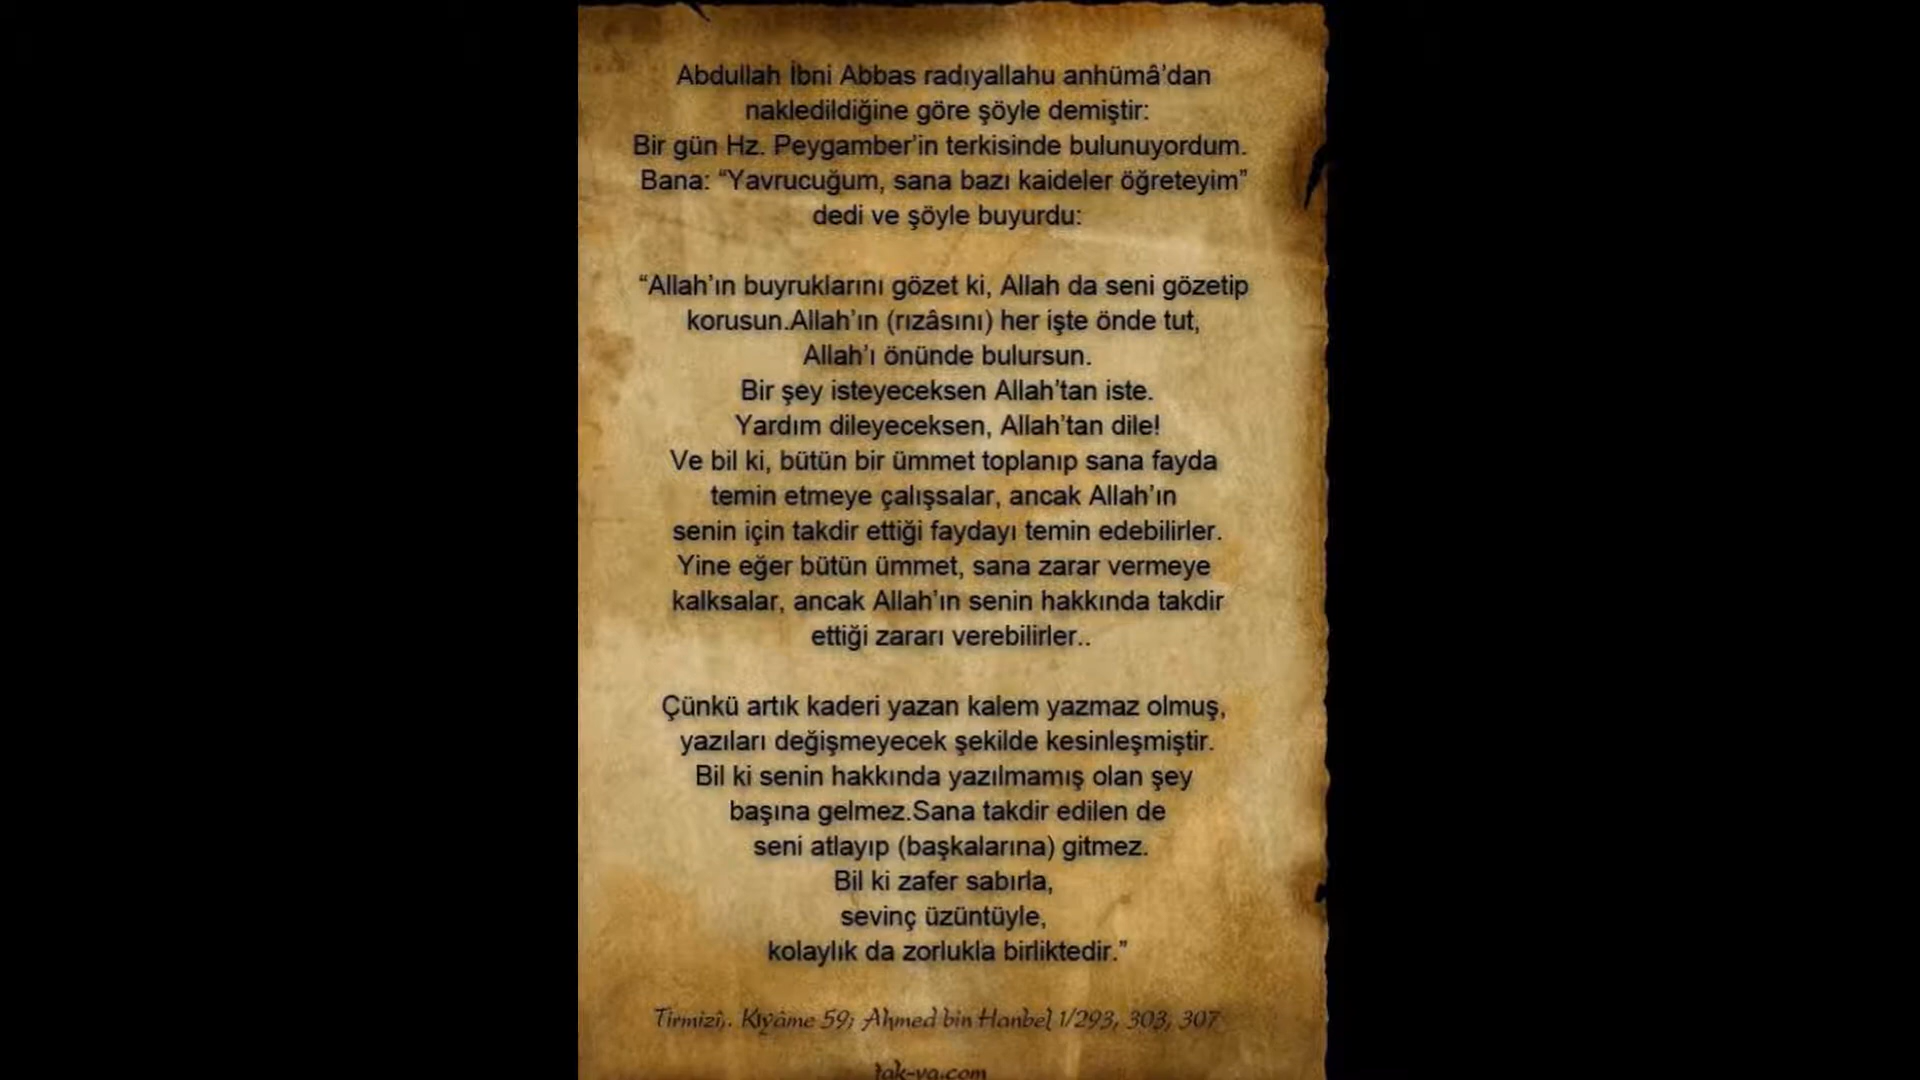 Abdullah İbni Abbas radıyallahu anhümâ’dan
nakledildiğine göre şöyle demiştir:
Bir gün Hz. Peygamber’in terkisinde bulunuyordum.
Bana: “Yavrucuğum, sana bazı kaideler öğreteyim”
dedi ve şöyle buyurdu:
“Allah’ın buyruklarını gözet ki, Allah da seni gözetip
korusun.Allah’ın (rızâsını) her işte önde tut,
Allah’ı önünde bulursun.
Bir şey isteyeceksen Allah’tan iste.
Yardım dileyeceksen, Allah’tan dile!
Ve bil ki, bütün bir ümmet toplanıp sana fayda
temin etmeye çalışsalar, ancak Allah’ın
senin için takdir ettiği faydayı temin edebilirler.
Yine eğer bütün ümmet, sana zarar vermeye
kalksalar, ancak Allah’ın senin hakkında takdir
ettiği zararı verebilirler..
Çünkü artık kaderi yazan kalem yazmaz olmuş,
yazıları değişmeyecek şekilde kesinleşmiştir.
Bil ki senin hakkında yazılmamış olan şey
başına gelmez.Sana takdir edilen de
seni atlayıp (başkalarına) gitmez.
Bil ki zafer sabırla,
sevinç üzüntüyle,
kolaylık da zorlukla birliktedir.”
Tirmizî,. Kıyâme 59; Ahmed bin Hanbel 1/293, 303, 307
tak-va.com